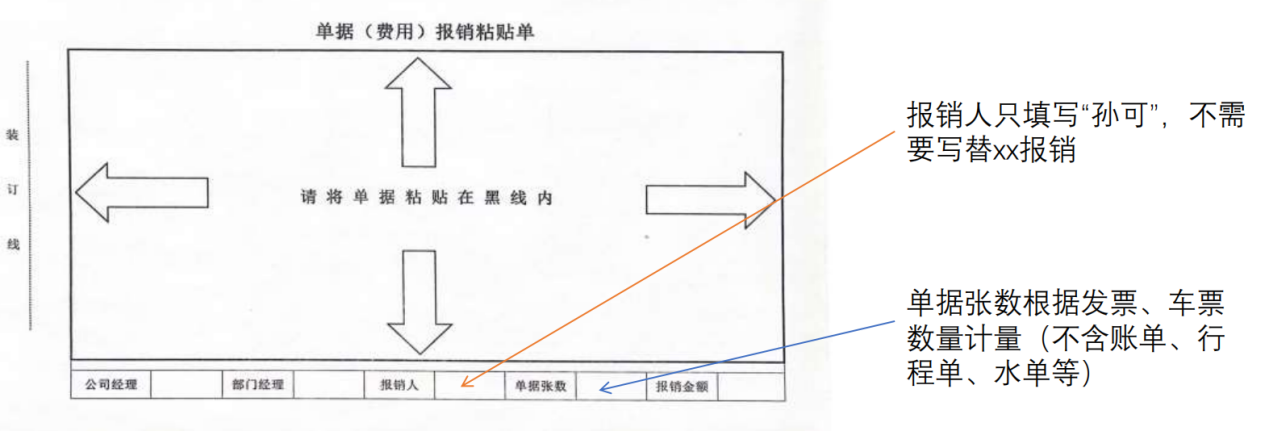 单据（费用）报销粘贴单
装
订
线
请将单据粘贴在黑线内
公司经理 部门经理 报销人 单据张数 报销金额
报销人只填写“孙可”，不需
要写替xx报销
单据张数根据发票、车票
数量计量（不含账单、行
程单、水单等）